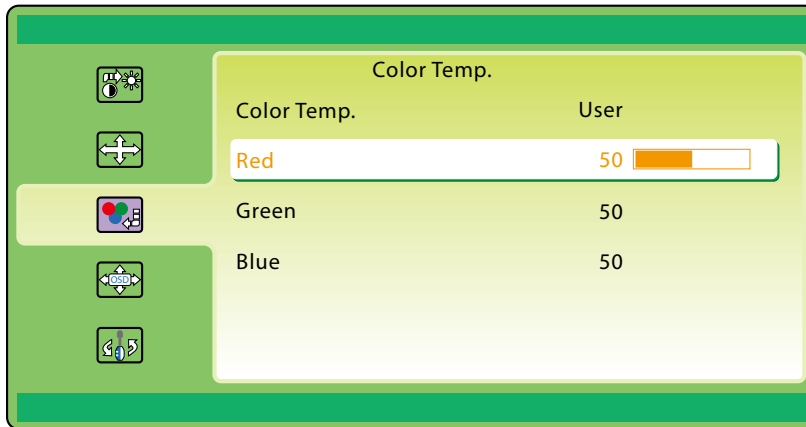 Color Temp.
Color Temp. User
Red 50
Green 50
Blue 50
OSD